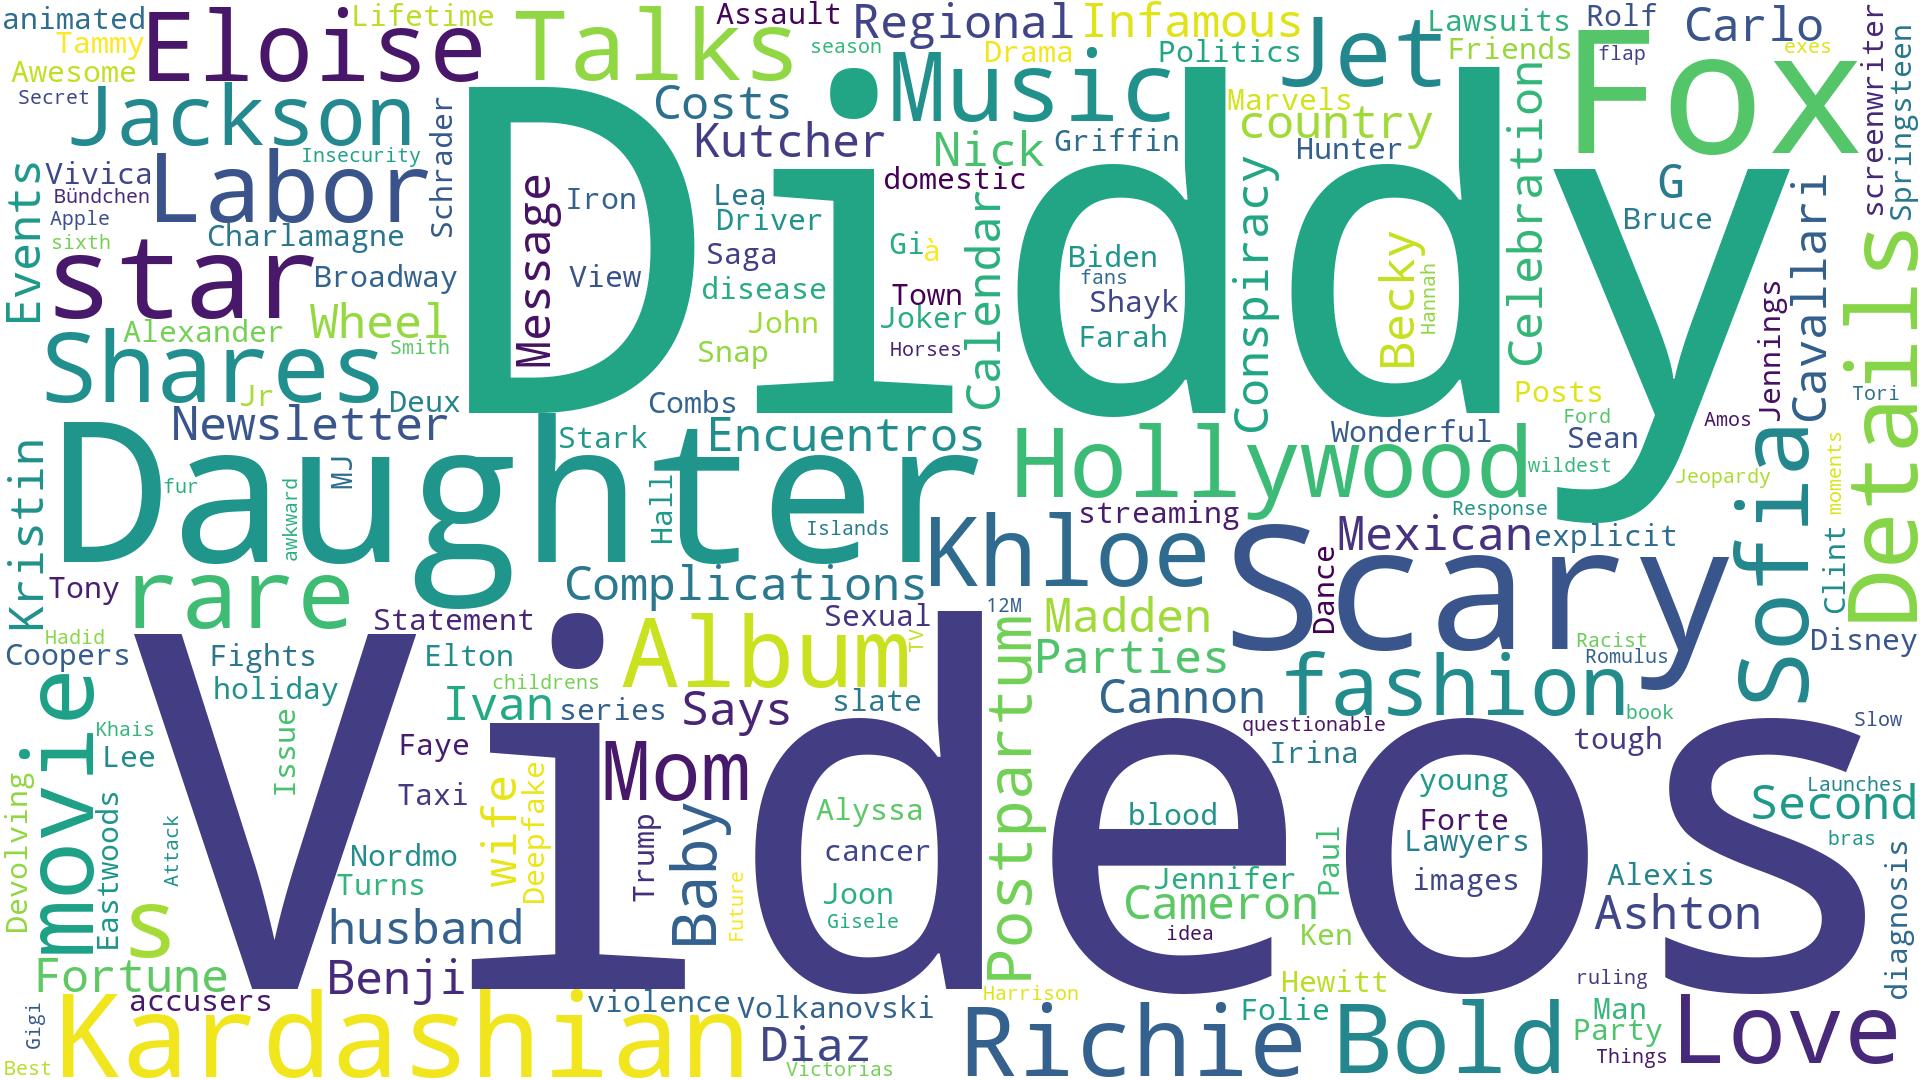 animated
Tammy
Awesome
Secret
Eloise
Lifetime
Talks
season
Assault
Regional
Infamous
Drama
Politics
Jet
Lawsuits
Friends
Rolf
flap
Carlo
exes
screenwriter
Springsteen
Jackson
Insecurity
Schrader
Costs
Kutcher
Music
Nick
Griffin
domestic
Marvels
country
Hunter
Fox
Diddy
Events
Vivica
Bündchen
Apple
sixth
Labor
Charlamagne
star
Broadway
Message
Iron
View
Lea
Driver
Saga
disease
John
Snap
Già
Town
Joker
Horses
Calendar
Biden
fans
Shayk
Farah
Conspiracy
Becky
Hannah
Celebration
G
Bruce
Jennings
Cavallari
Details
Alexander
Wheel
Smith
Shares
Jr
Deux
Newsletter
Combs
Stark
Encuentros
Hollywood
Wonderful
Posts
Ford
Sean
wildest
Amos
Tori
Jeopardy
moments
Kristin
Daughter
fur
awkward
MJ
Hall
Islands
Khloe
streaming
Response
Mexican
explicit
Scary
Dance
Sofia
Clint
Tony
rare
Complications
Statement
Sexual
12M
Madden
Parties
Racist
Romulus
Disney
Hadid
Coopers
Fights
holiday
Elton
childrens
Album
TV
Ivan
series
Says
slate
Postpartum
Cannon
fashion
book
questionable
Irina
tough
Slow
movie
Khais
Lee
Issue
Videos
Faye
Taxi
wife
Deepfake
Mom
Trump
Baby
Future
Alyssa
cancer
Joon
Gisele
blood
Jennifer
Cameron
idea
Paul
Ken
young
Forte
Lawyers
images
Alexis
Ashton
Launches
Second
bras
diagnosis
Devolving
Eastwoods
Attack
Nordmo
Turns
s
husband
Benji
Fortune
accusers
Kardashian
Gigi
Best
violence
Volkanovski
Diaz
Victorias
Harrison
Richie
Hewitt
Folie
Bold
ruling
Man
Party
Things
Love